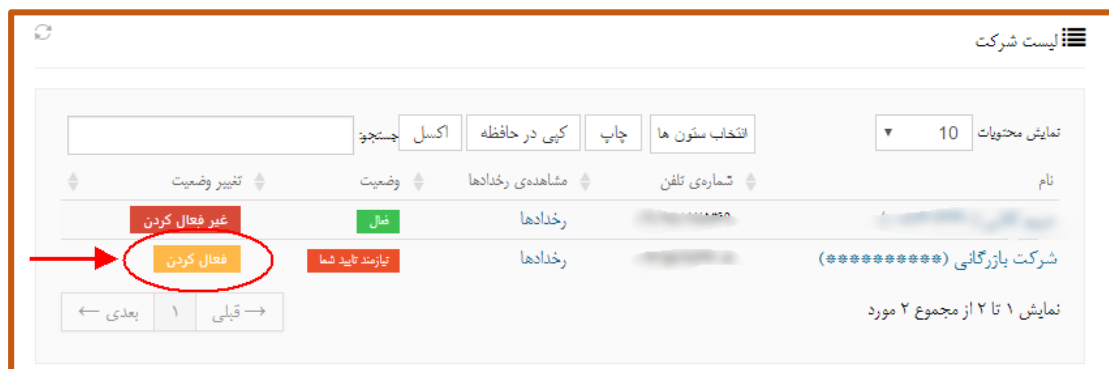 لیست شرکت
نمایش محتویات 10 انتخاب ستون ها چاپ کپی در حافظه اکسل جستجو:
نام شماره‌ی تلفن مشاهده‌ی رخدادها وضعیت تغییر وضعیت
رخدادها فعال غیر فعال کردن
شرکت بازرگانی (**********) رخدادها نیازمند تایید شما فعال کردن
نمایش ۱ تا ۲ از مجموع ۲ مورد
→ قبلی ۱ بعدی ←